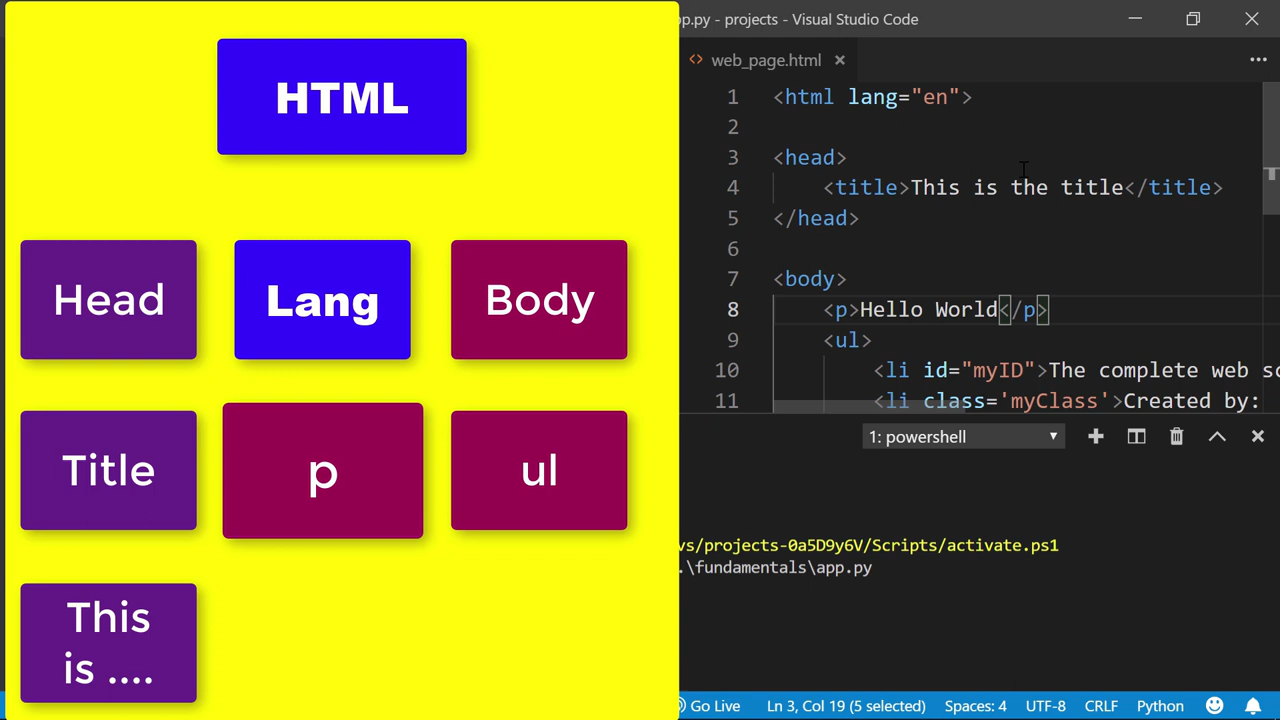 HTML
Head
Lang
Body
Title
p
ul
This
is ....
pp.py - projects - Visual Studio Code
web_page.html
1 <html lang="en">
2
3 <head>
4 <title>This is the title</title>
5 </head>
6
7 <body>
8 <p>Hello World</p>
9 <ul>
10 <li id="myID">The complete web sc
11 <li class='myClass'>Created by:
1: powershell
vs/projects-0a5D9y6V/Scripts/activate.ps1
.\fundamentals\app.py
Go Live Ln 3, Col 19 (5 selected) Spaces: 4 UTF-8 CRLF Python